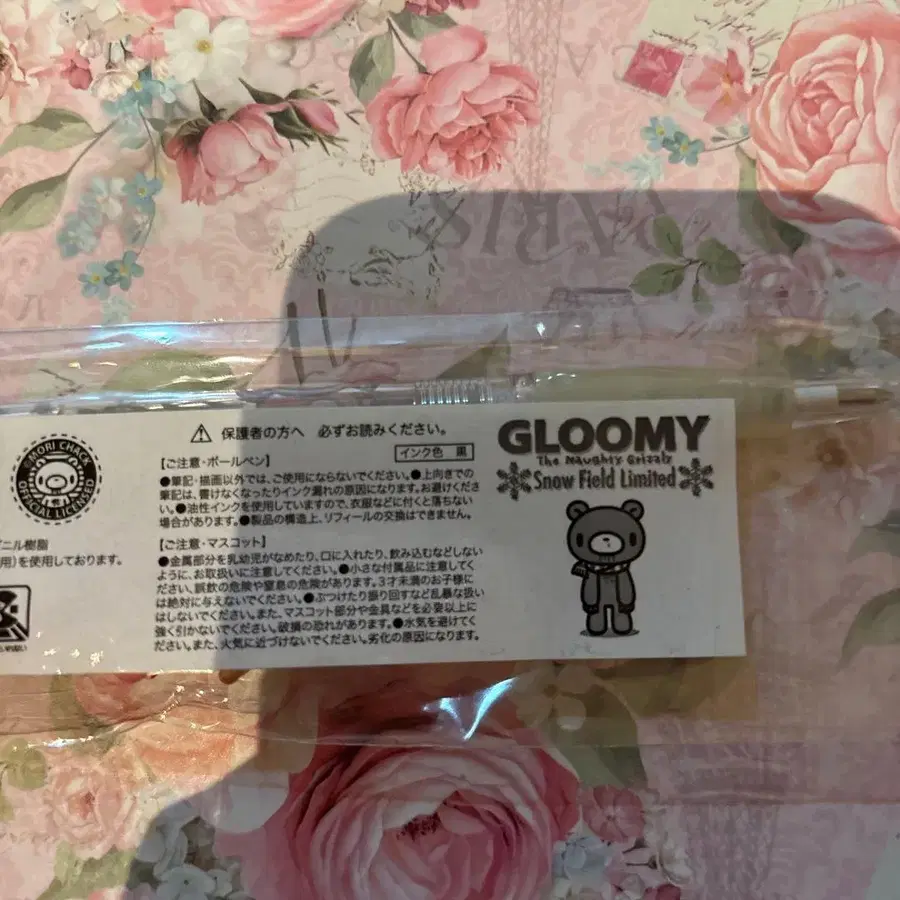 PARIS
©MORI CHACK
OFFICIAL LICENSED
ニル樹脂
用)を使用しております。
⚠ 保護者の方へ 必ずお読みください。
インク色 黒
【ご注意・ボールペン】
●筆記・描画以外では、ご使用にならないでください。●上向きでの
筆記は、書けなくなったりインク漏れの原因になります。お避けくださ
い。●油性インクを使用していますので、衣服などに付くと落ちない
場合があります。●製品の構造上、リフィールの交換はできません。
【ご注意・マスコット】
●金属部分を乳幼児がなめたり、口に入れたり、飲み込むなどしない
ように、お取扱いに注意してください。●小さな付属品に注意してく
ださい、誤飲の危険や窒息の危険があります。3才未満のお子様に
は絶対に与えないでください。●ぶつけたり振り回すなど乱暴な扱い
はしないでください。また、マスコット部分や金具などを必要以上に
強く引かないでください。破損の恐れがあります。●水気を避けてく
ださい。また、火気に近づけないでください。劣化の原因になります。
GLOOMY
The Naughty Grizzly
Snow Field Limited